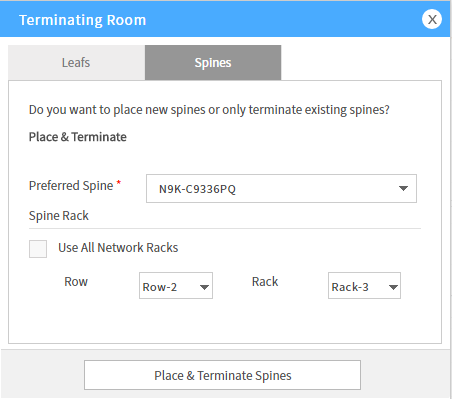 Terminating Room
X
Leafs
Spines
Do you want to place new spines or only terminate existing spines?
Place & Terminate
Preferred Spine * N9K-C9336PQ
Spine Rack
Use All Network Racks
Row Row-2 Rack Rack-3
Place & Terminate Spines